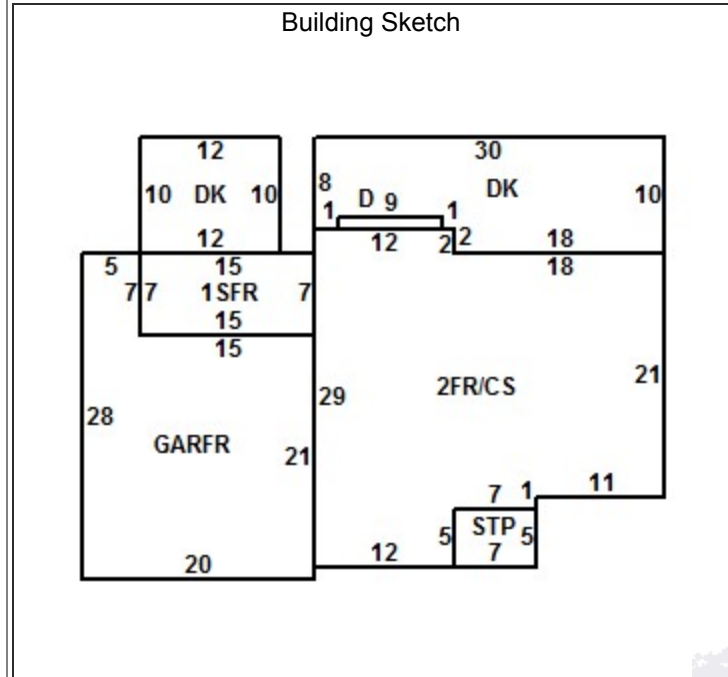 Building Sketch
12 30
8
10 DK 10 D 9 DK 10
1 1
12 12 2 2 18
5 15 18
7 7 1SFR 7
15
15
21
2FR/CS
29
28
GARFR 21
7 1 11
5 STP 5
12 7
20